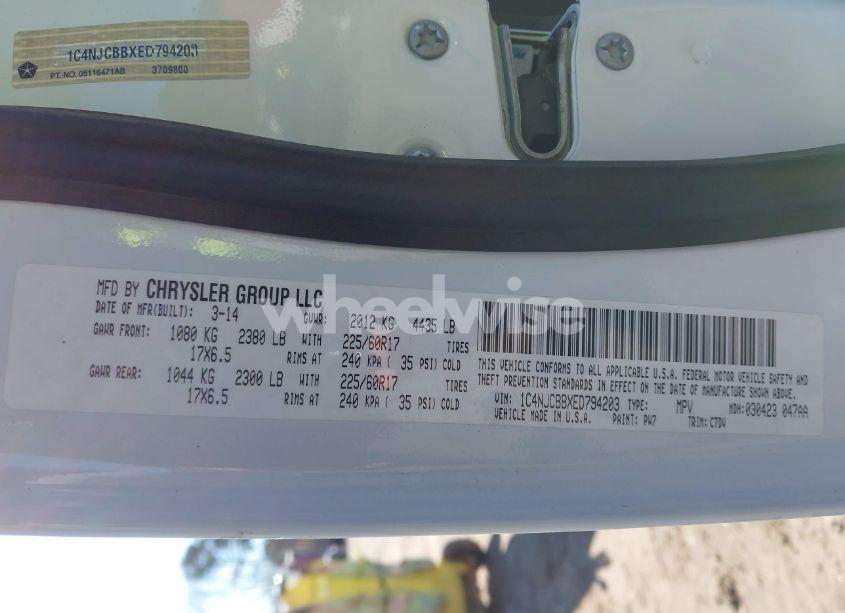 1C4NJCBBXED794203
PT. NO. 05116471AB 3709800
MFD BY CHRYSLER GROUP LLC
DATE OF MFR(BUILT): 3-14 GVWR: 2012 KG 4435 LB
GAWR FRONT: 1080 KG 2380 LB WITH 225/60R17 TIRES
17X6.5 RIMS AT 240 KPA ( 35 PSI) COLD
GAWR REAR: 1044 KG 2300 LB WITH 225/60R17 TIRES
17X6.5 RIMS AT 240 KPA ( 35 PSI) COLD
THIS VEHICLE CONFORMS TO ALL APPLICABLE U.S.A. FEDERAL MOTOR VEHICLE SAFETY AND
THEFT PREVENTION STANDARDS IN EFFECT ON THE DATE OF MANUFACTURE SHOWN ABOVE.
VIN: 1C4NJCBBXED794203 TYPE: MPV MDH: 030423 047AA
VEHICLE MADE IN U.S.A. PAINT: PW7 TRIM: C7DV
wheelwise